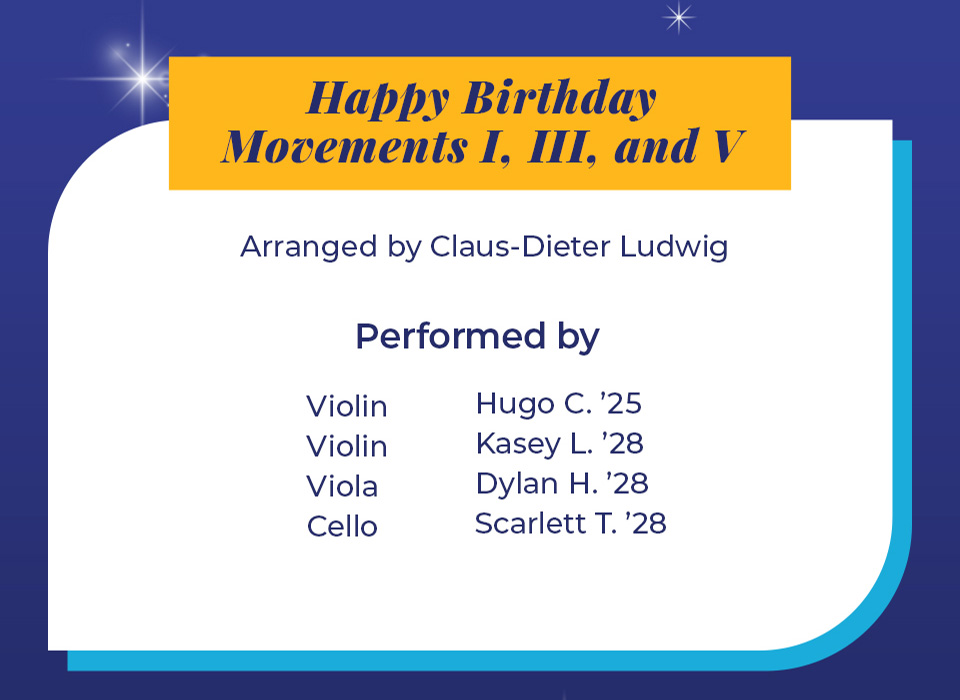 Happy Birthday
Movements I, III, and V
Arranged by Claus-Dieter Ludwig
Performed by
Violin Hugo C. ’25
Violin Kasey L. ’28
Viola Dylan H. ’28
Cello Scarlett T. ’28